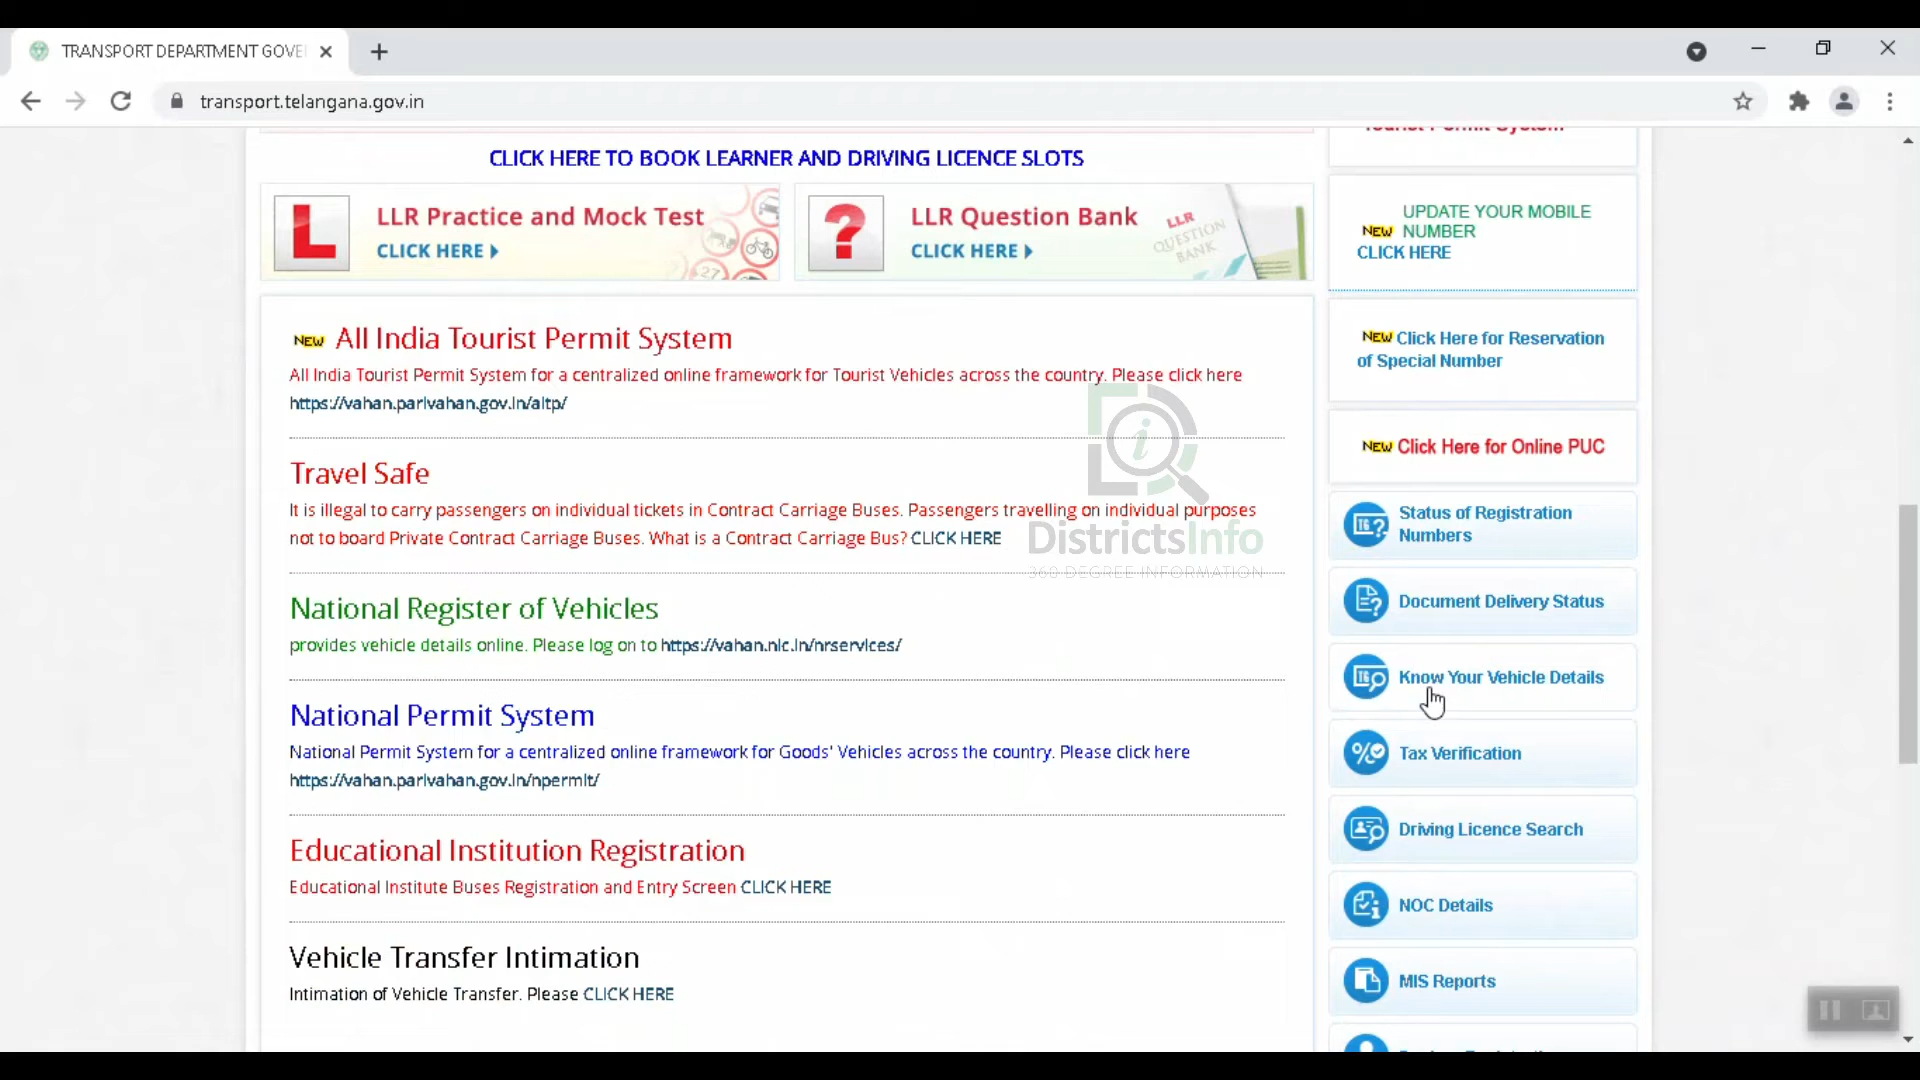 TRANSPORT DEPARTMENT GOVE
transport.telangana.gov.in
CLICK HERE TO BOOK LEARNER AND DRIVING LICENCE SLOTS
L LLR Practice and Mock Test
CLICK HERE
27
? LLR Question Bank
CLICK HERE
LLR
QUESTION
BANK
NEW All India Tourist Permit System
All India Tourist Permit System for a centralized online framework for Tourist Vehicles across the country. Please click here
https://vahan.parivahan.gov.in/aitp/
Travel Safe
It is illegal to carry passengers on individual tickets in Contract Carriage Buses. Passengers travelling on individual purposes
not to board Private Contract Carriage Buses. What is a Contract Carriage Bus? CLICK HERE
National Register of Vehicles
provides vehicle details online. Please log on to https://vahan.nic.in/nrservices/
National Permit System
National Permit System for a centralized online framework for Goods' Vehicles across the country. Please click here
https://vahan.parivahan.gov.in/npermit/
Educational Institution Registration
Educational Institute Buses Registration and Entry Screen CLICK HERE
Vehicle Transfer Intimation
Intimation of Vehicle Transfer. Please CLICK HERE
Tourist Permit System
UPDATE YOUR MOBILE
NEW NUMBER
CLICK HERE
NEW Click Here for Reservation
of Special Number
NEW Click Here for Online PUC
Status of Registration
Numbers
Document Delivery Status
Know Your Vehicle Details
Tax Verification
Driving Licence Search
NOC Details
MIS Reports
DistrictsInfo
360 DEGREE INFORMATION